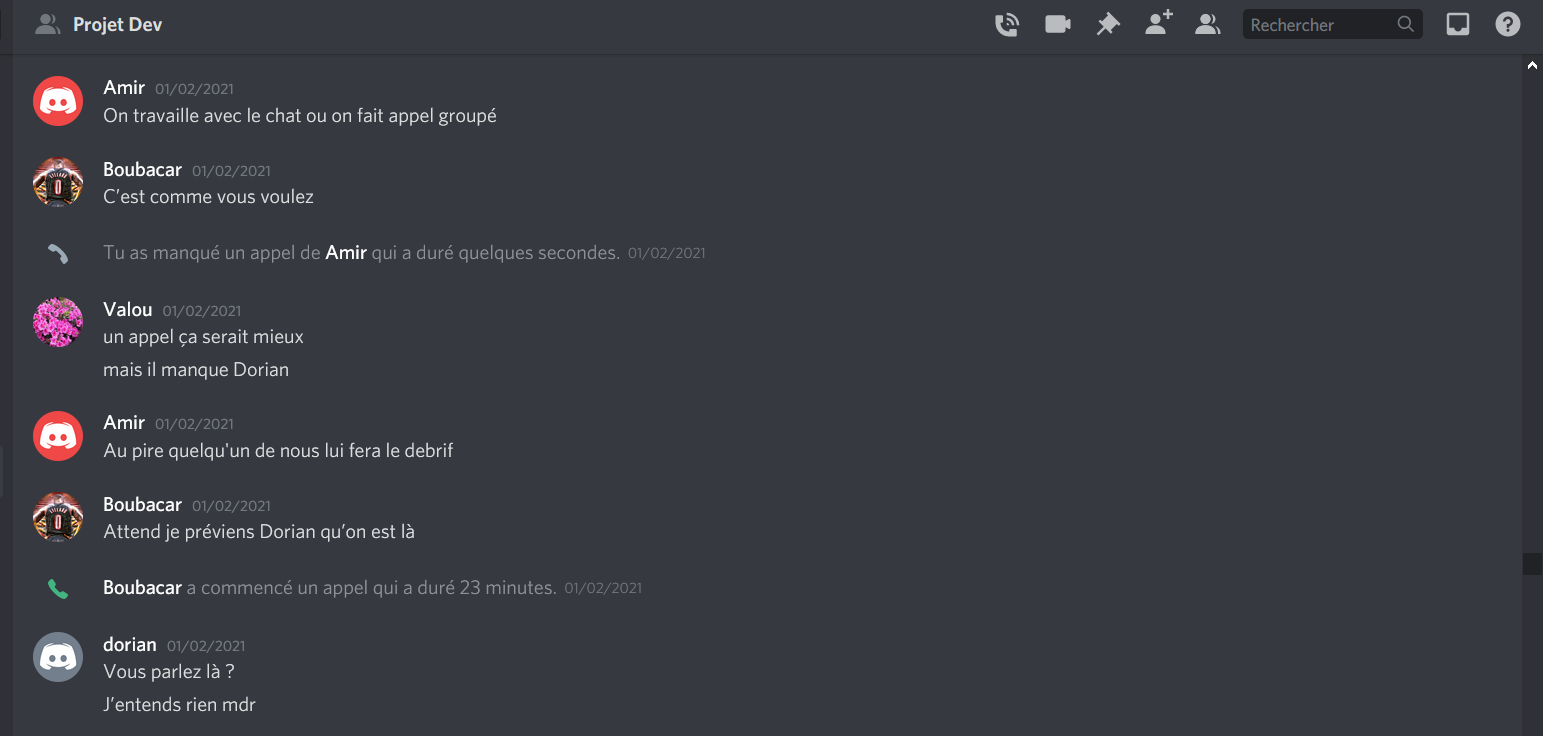 Projet Dev
Rechercher
Amir 01/02/2021
On travaille avec le chat ou on fait appel groupé
Boubacar 01/02/2021
C’est comme vous voulez
Tu as manqué un appel de Amir qui a duré quelques secondes. 01/02/2021
Valou 01/02/2021
un appel ça serait mieux
mais il manque Dorian
Amir 01/02/2021
Au pire quelqu'un de nous lui fera le debrif
Boubacar 01/02/2021
Attend je préviens Dorian qu’on est là
Boubacar a commencé un appel qui a duré 23 minutes. 01/02/2021
dorian 01/02/2021
Vous parlez là ?
J’entends rien mdr